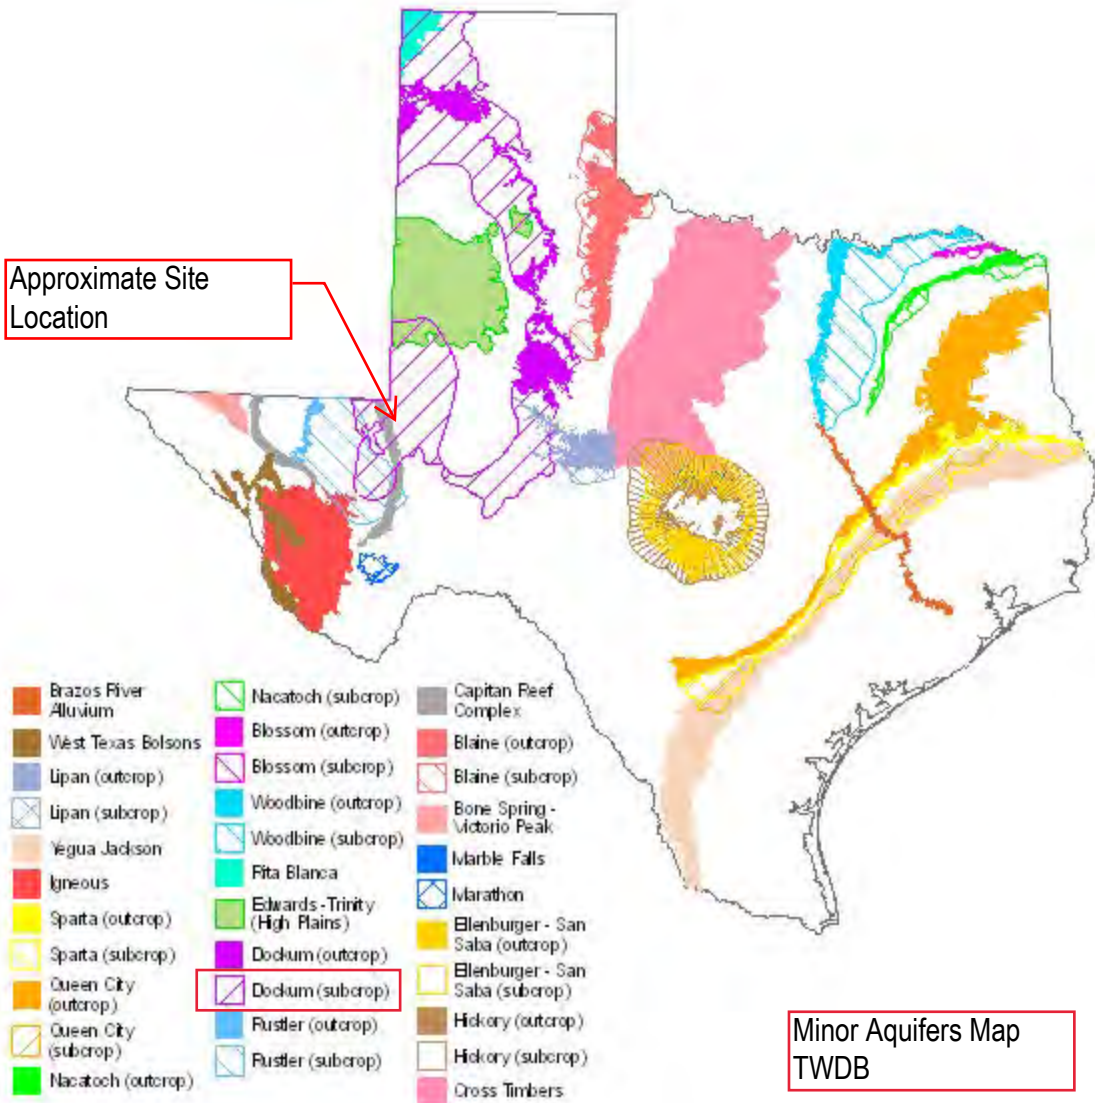 Approximate Site
Location
Brazos River
Alluvium
West Texas Bolsons
Lipan (outcrop)
Lipan (subcrop)
Yegua Jackson
Igneous
Sparta (outcrop)
Sparta (subcrop)
Queen City
(outcrop)
Queen City
(subcrop)
Nacatoch (outcrop)
Nacatoch (subcrop)
Blossom (outcrop)
Blossom (subcrop)
Woodbine (outcrop)
Woodbine (subcrop)
Rita Blanca
Edwards - Trinity
(High Plains)
Dockum (outcrop)
Dockum (subcrop)
Rustler (outcrop)
Rustler (subcrop)
Capitan Reef
Complex
Blaine (outcrop)
Blaine (subcrop)
Bone Spring -
Victorio Peak
Marble Falls
Marathon
Ellenburger - San
Saba (outcrop)
Ellenburger - San
Saba (subcrop)
Hickory (outcrop)
Hickory (subcrop)
Cross Timbers
Minor Aquifers Map
TWDB